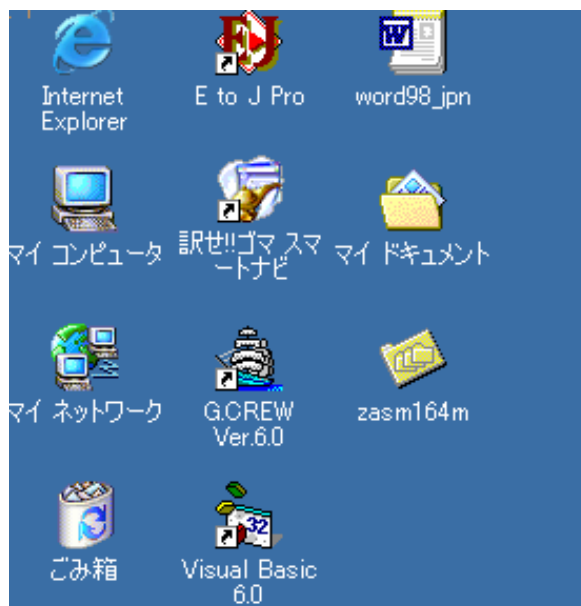 Internet
Explorer
E to J Pro
word98_jpn
マイ コンピュータ
訳せ!!ゴマ スマ
ートナビ
マイ ドキュメント
マイ ネットワーク
G.CREW
Ver.6.0
zasm164m
ごみ箱
32
Visual Basic
6.0